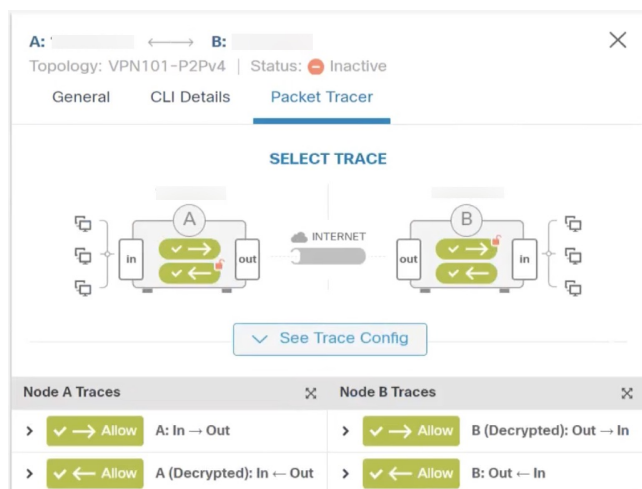 A: B:
Topology: VPN101-P2Pv4 | Status: Inactive
General CLI Details Packet Tracer
SELECT TRACE
A B
INTERNET
in out out in
See Trace Config
Node A Traces Node B Traces
Allow A: In → Out Allow B (Decrypted): Out → In
Allow A (Decrypted): In ← Out Allow B: Out ← In